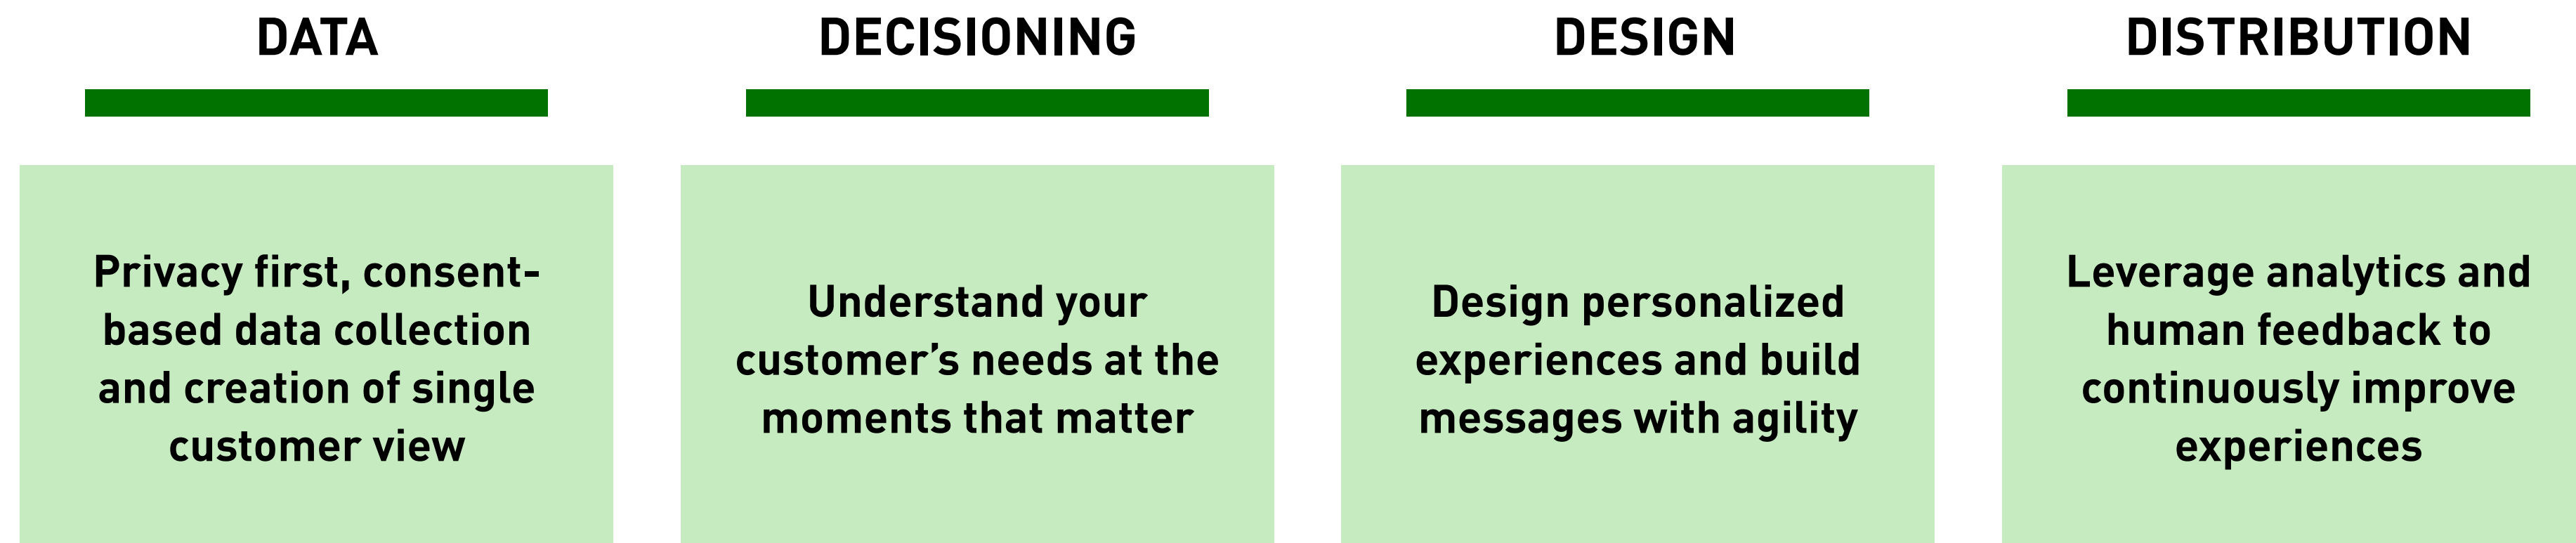 DATA
DECISIONING
DESIGN
DISTRIBUTION
Privacy first, consent-
based data collection
and creation of single
customer view
Understand your
customer’s needs at the
moments that matter
Design personalized
experiences and build
messages with agility
Leverage analytics and
human feedback to
continuously improve
experiences